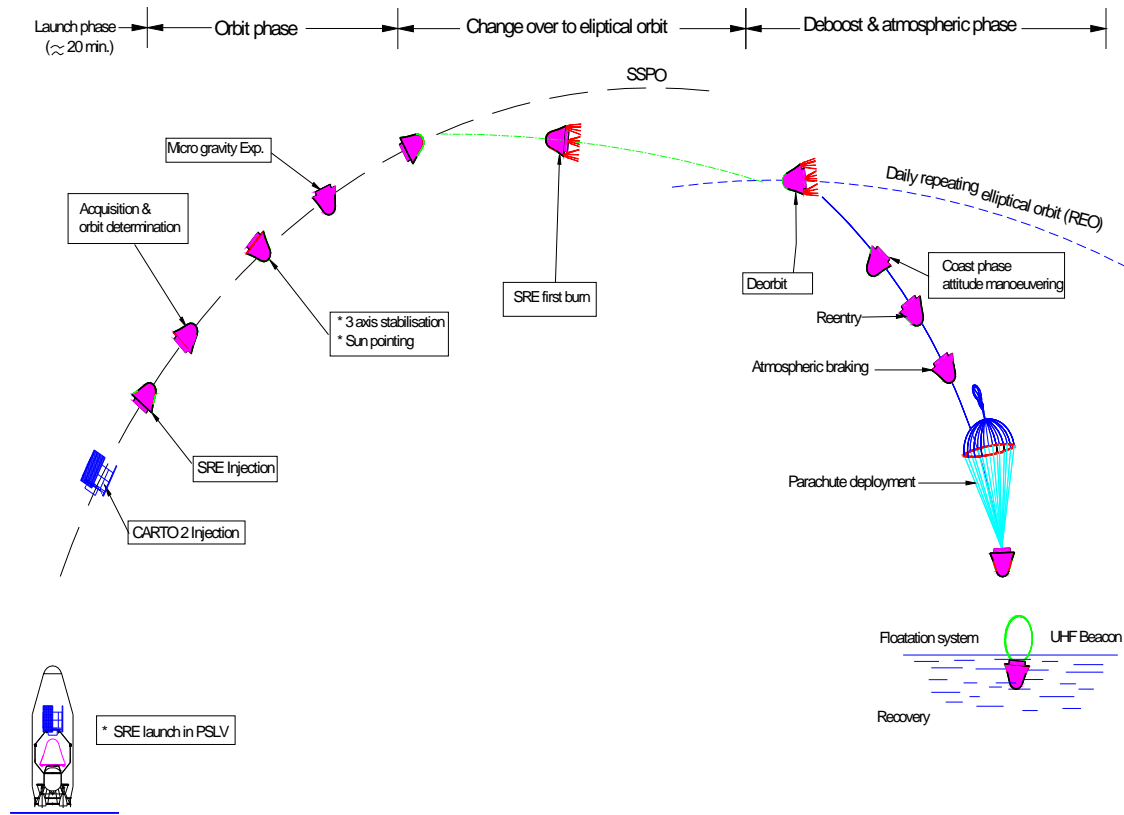 Launch phase
(≈ 20 min.)
Orbit phase
Change over to eliptical orbit
Deboost & atmospheric phase
SSPO
Micro gravity Exp.
Acquisition &
orbit determination
Daily repeating elliptical orbit (REO)
Coast phase
attitude manoeuvering
Deorbit
SRE first burn
* 3 axis stabilisation
* Sun pointing
Reentry
Atmospheric braking
SRE Injection
Parachute deployment
CARTO 2 Injection
Floatation system
UHF Beacon
Recovery
* SRE launch in PSLV